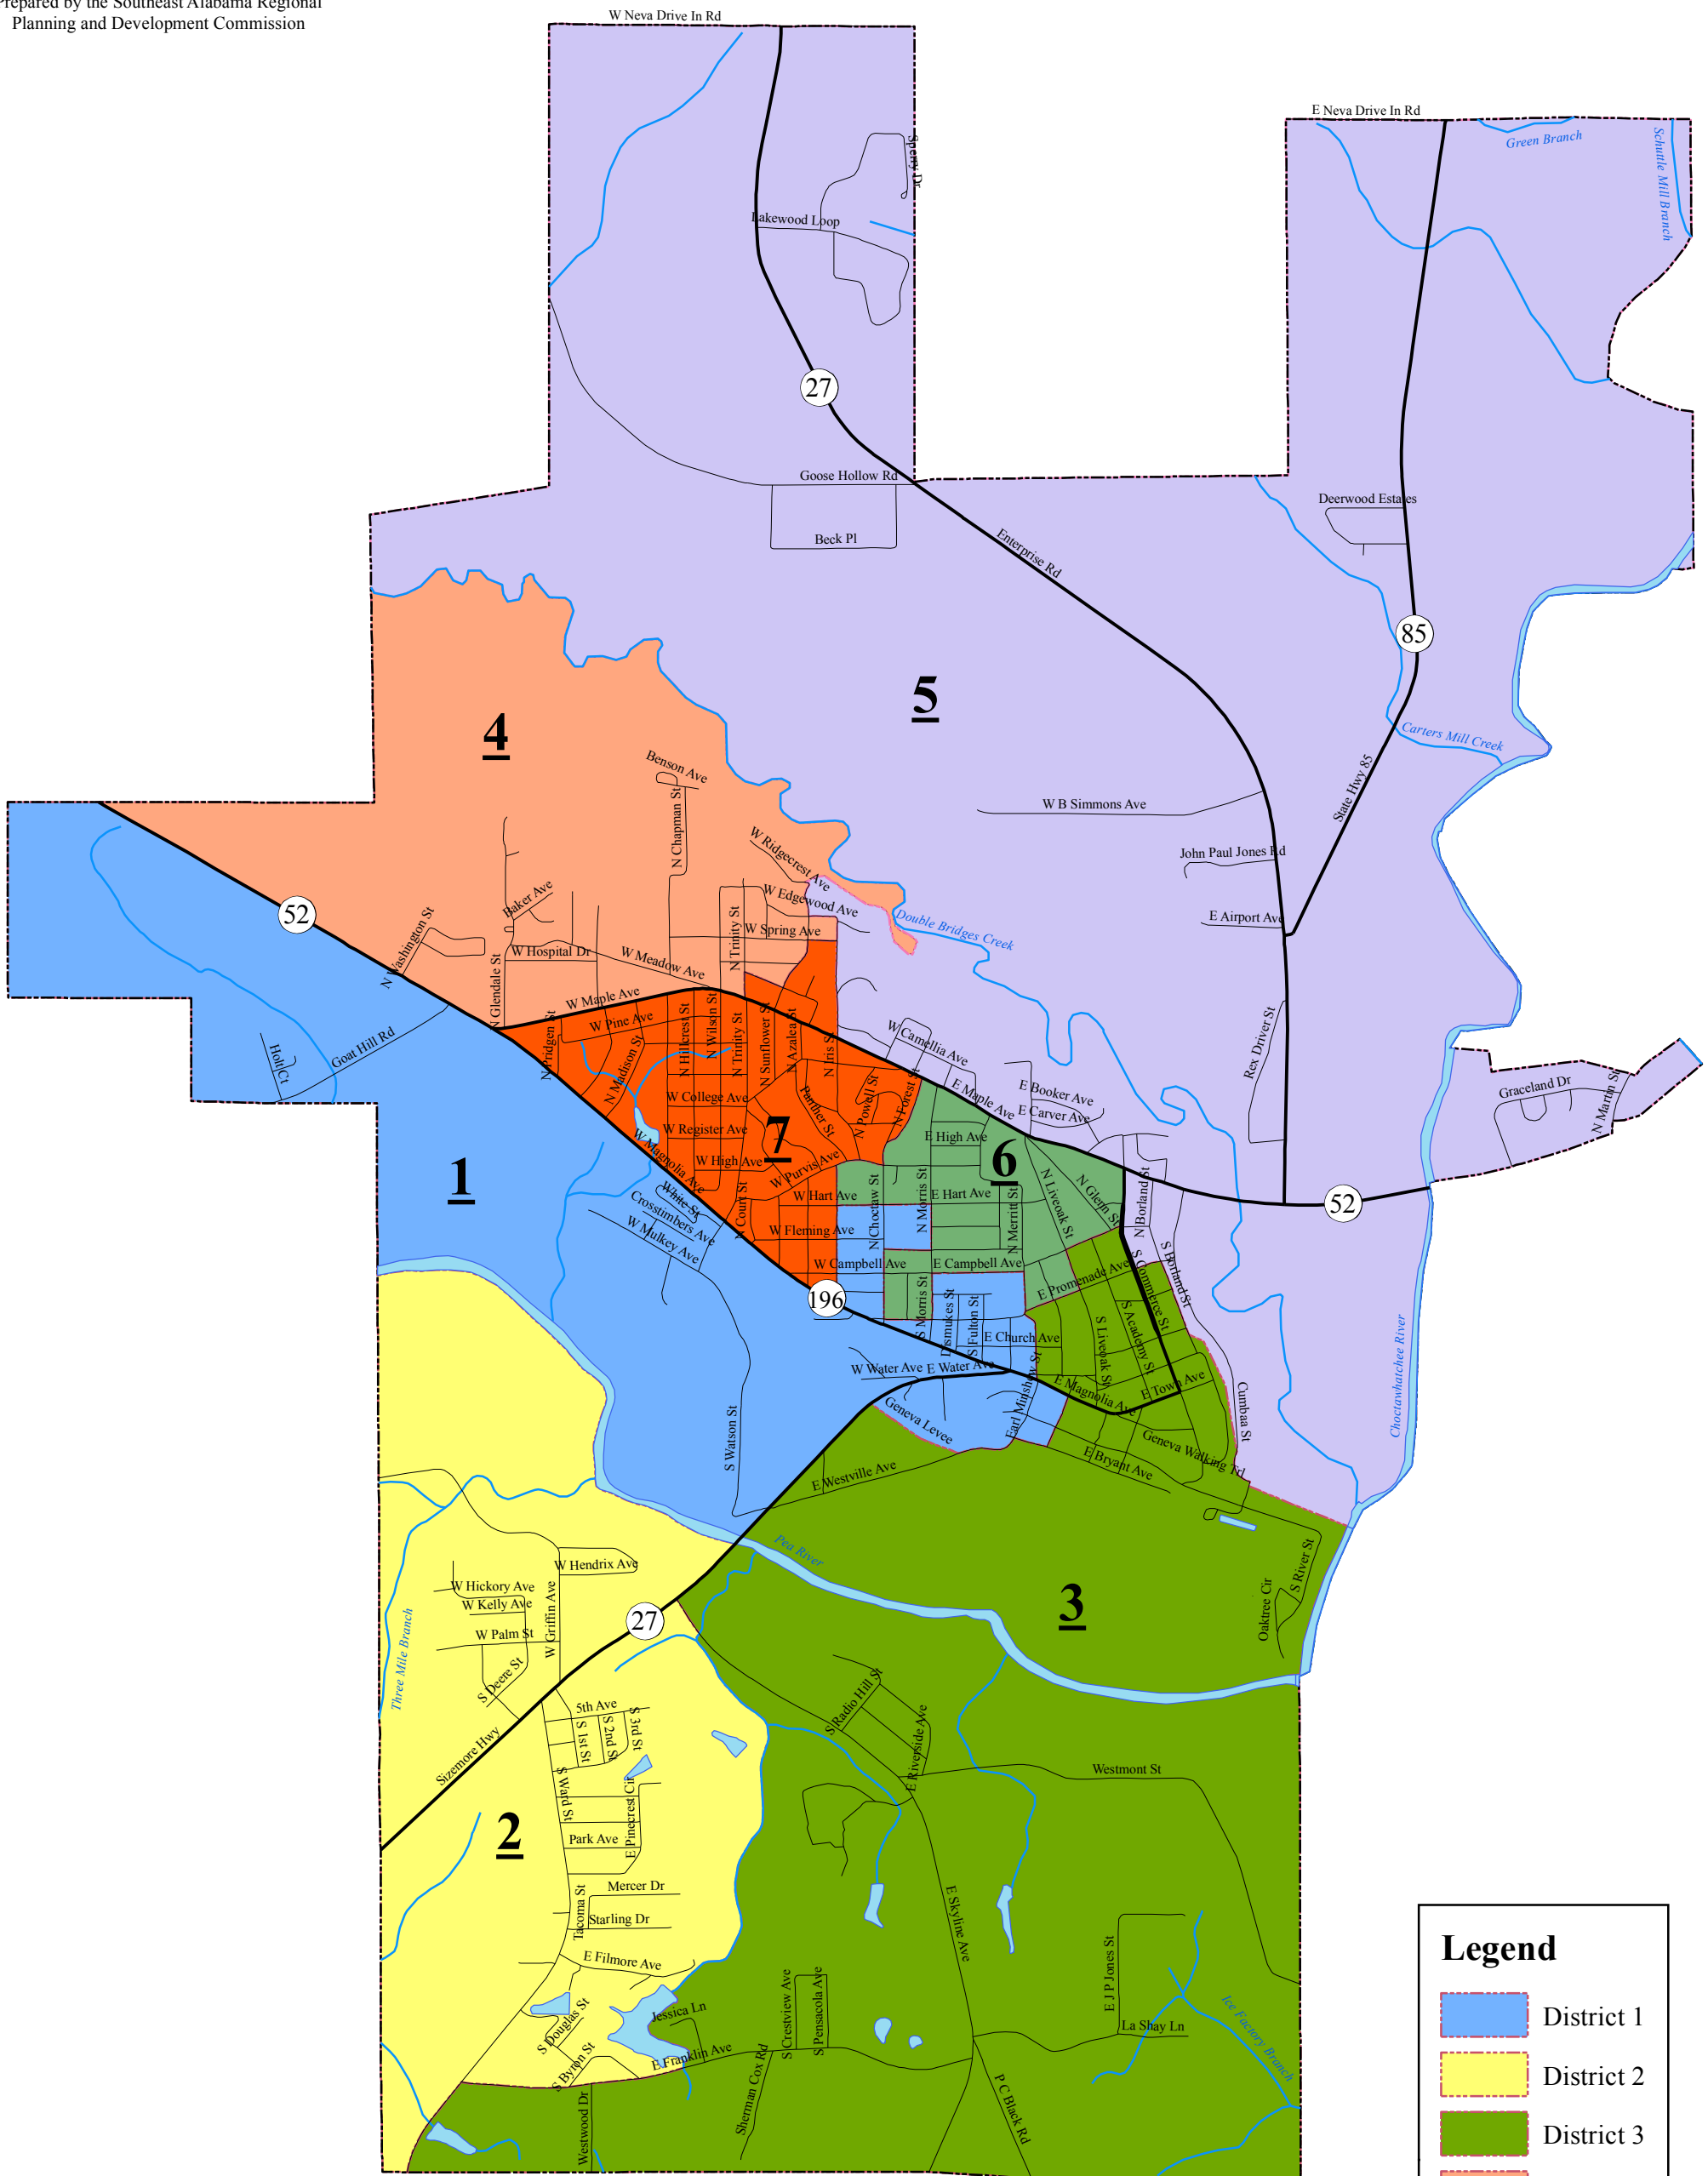 Prepared by the Southeast Alabama Regional
Planning and Development Commission
W Neva Drive In Rd
E Neva Drive In Rd
Green Branch
Schuttle Mill Branch
Sperry Dr
Lakewood Loop
27
Goose Hollow Rd
Beck Pl
Enterprise Rd
Deerwood Estates
85
5
4
Carters Mill Creek
State Hwy 85
Benson Ave
N Chapman St
W B Simmons Ave
W Ridgecrest Ave
John Paul Jones Rd
W Edgewood Ave
Baker Ave
52
E Airport Ave
Double Bridges Creek
W Spring Ave
N Trinity St
N Washington St
W Hospital Dr
W Meadow Ave
N Glendale St
W Maple Ave
W Pine Ave
N Pridgen St
N Madison St
N Hillcrest St
N Wilson St
N Trinity St
N Sunflower St
N Azalea St
N Iris St
W Camellia Ave
Rex Driver St
Goat Hill Rd
Holt Ct
E Booker Ave
E Maple Ave
E Carver Ave
Graceland Dr
N Martin St
W College Ave
Panther St
N Powell St
N Forest St
W Register Ave
7
E High Ave
6
W Magnolia Ave
W High Ave
W Purvis Ave
1
White St
Crosstimbers Ave
W Mulkey Ave
N Court St
W Hart Ave
N Choctaw St
N Morris St
E Hart Ave
N Merritt St
N Liveoak St
N Glenn St
N Borland St
52
W Fleming Ave
W Campbell Ave
E Campbell Ave
S Borland St
S Commerce St
E Promenade Ave
196
S Morris St
Dismukes St
S Fulton St
E Church Ave
S Liveoak St
S Academy St
W Water Ave
E Water Ave
Earl Minshew St
E Magnolia Ave
E Town Ave
Cumbaa St
Choctawhatchee River
Geneva Levee
S Watson St
E Westville Ave
E Bryant Ave
Geneva Walking Trl
Pea River
W Hendrix Ave
W Hickory Ave
W Kelly Ave
W Griffin Ave
W Palm St
27
3
S River St
Oaktree Cir
Three Mile Branch
S Deere St
5th Ave
S 1st St
S 2nd St
S 3rd St
Sizemore Hwy
S Radio Hill St
E Riverside Ave
Westmont St
S Ward St
E Pinecrest Cir
2
Park Ave
Mercer Dr
Tacoma St
Starling Dr
E Skyline Ave
E Filmore Ave
E J P Jones St
Legend
District 1
S Douglas St
Jessica Ln
S Crestview Ave
S Pensacola Ave
La Shay Ln
Ice Factory Branch
S Byron St
E Franklin Ave
District 2
Sherman Cox Rd
P C Black Rd
Westwood Dr
District 3